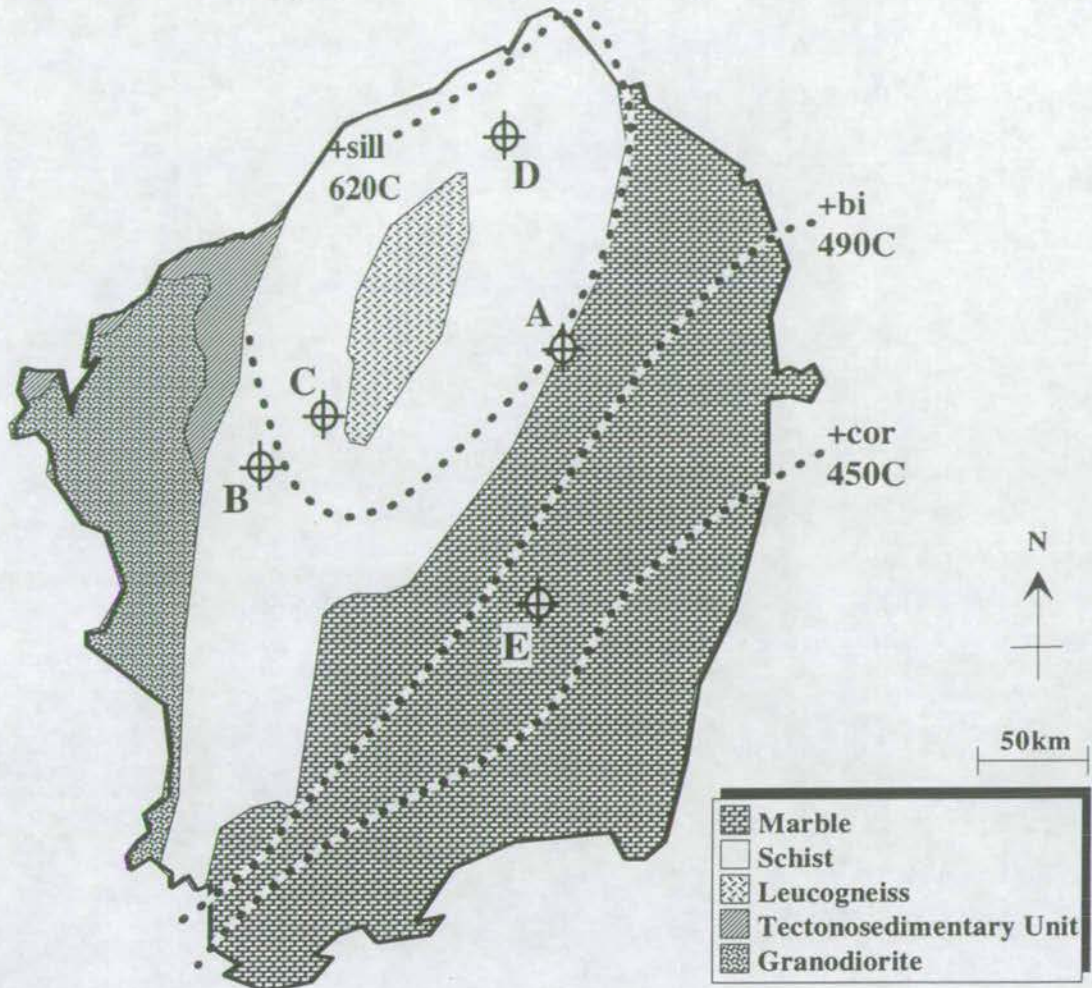 +sill
620C
D
+bi
490C
A
C
+cor
450C
B
E
N
50km
Marble
Schist
Leucogneiss
Tectonosedimentary Unit
Granodiorite